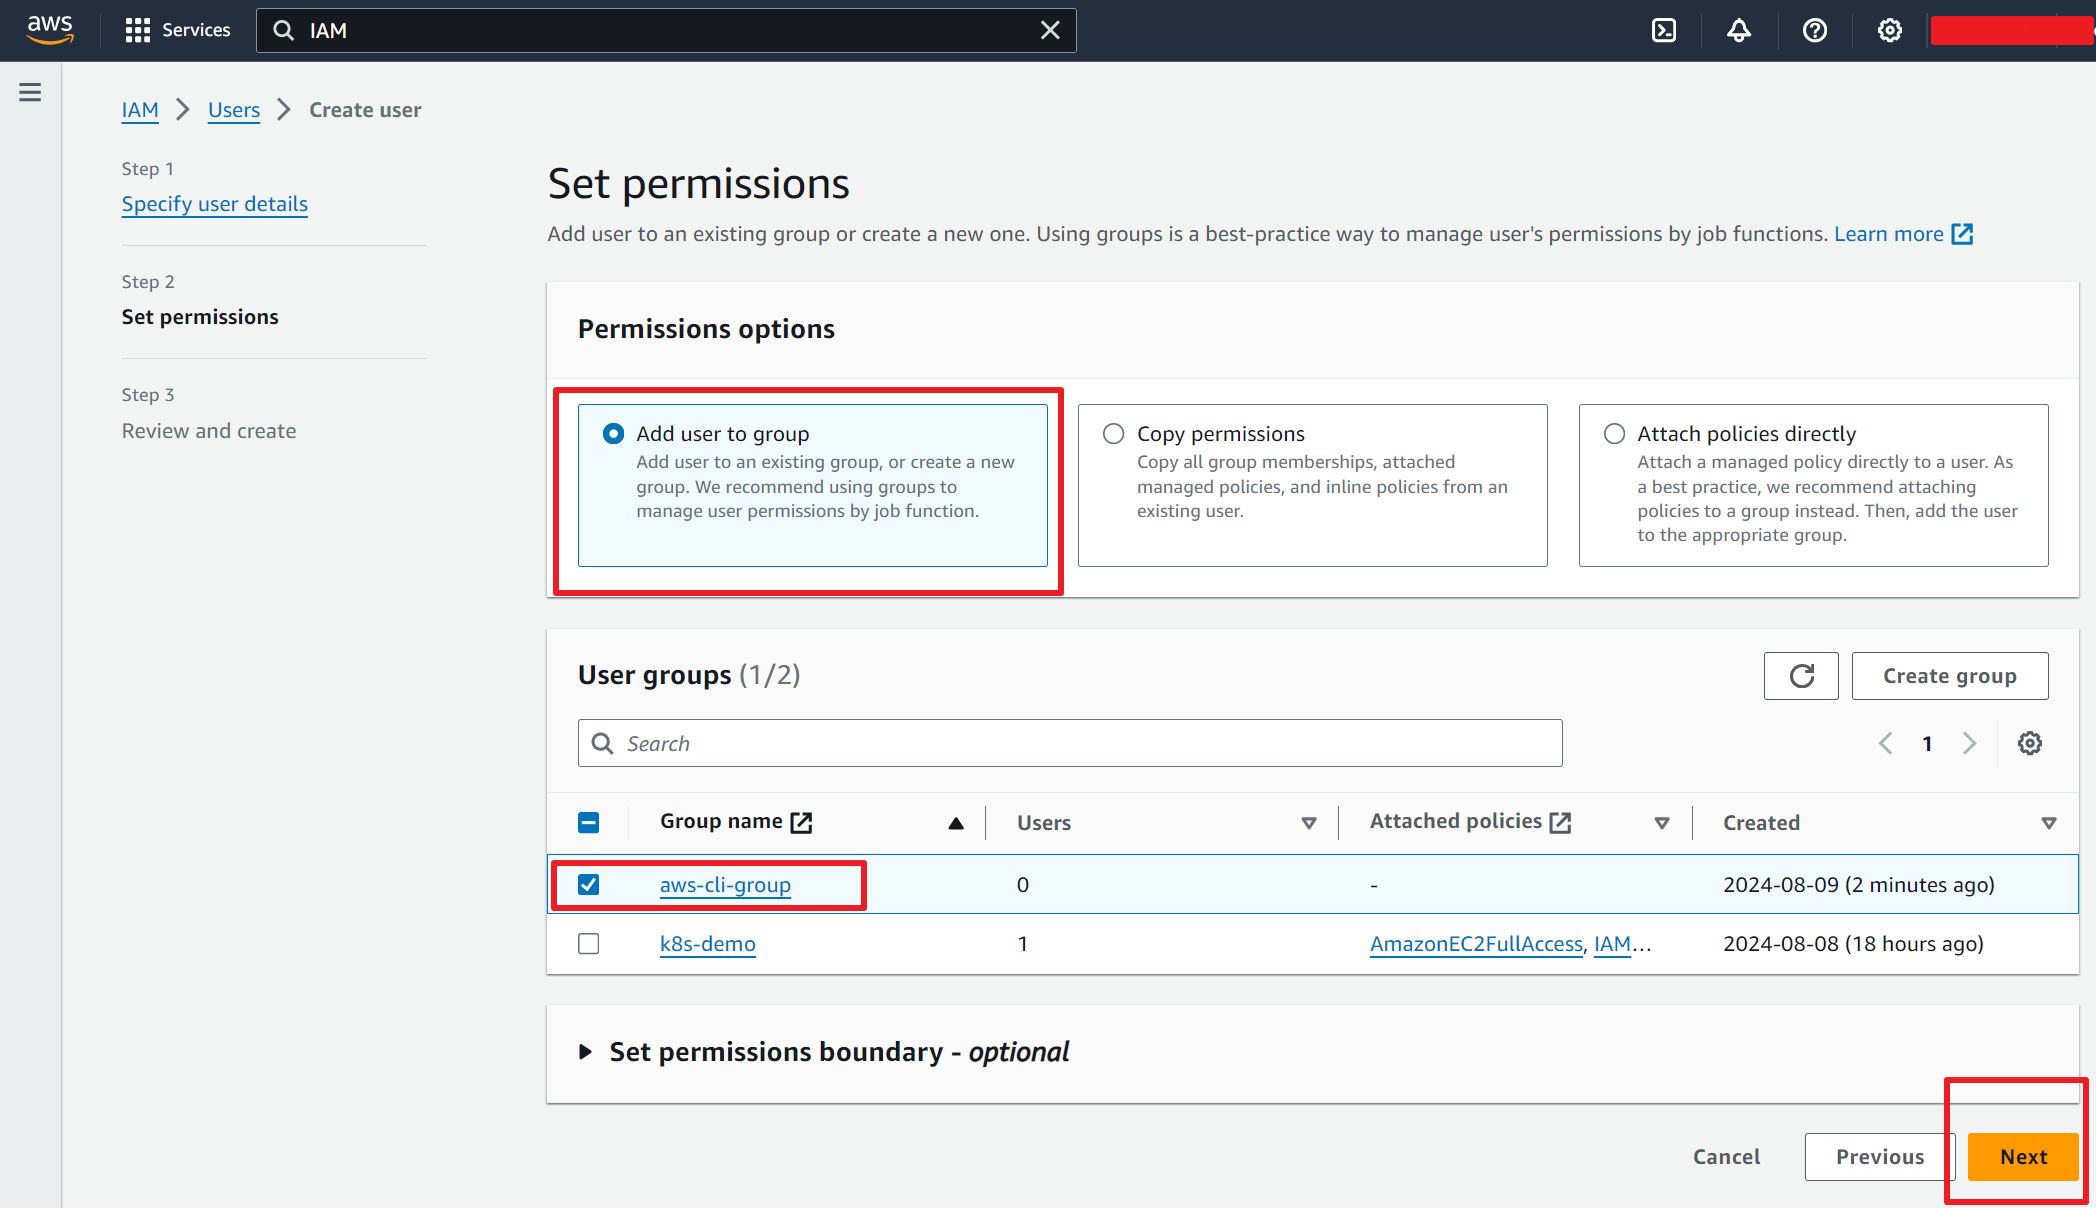 aws
Services
IAM
IAM
Users
Create user
Step 1
Specify user details
Step 2
Set permissions
Step 3
Review and create
Set permissions
Add user to an existing group or create a new one. Using groups is a best-practice way to manage user's permissions by job functions. Learn more
Permissions options
Add user to group
Add user to an existing group, or create a new
group. We recommend using groups to
manage user permissions by job function.
Copy permissions
Copy all group memberships, attached
managed policies, and inline policies from an
existing user.
Attach policies directly
Attach a managed policy directly to a user. As
a best practice, we recommend attaching
policies to a group instead. Then, add the user
to the appropriate group.
User groups (1/2)
Create group
Search
1
Group name
Users
Attached policies
Created
aws-cli-group
0
-
2024-08-09 (2 minutes ago)
k8s-demo
1
AmazonEC2FullAccess, IAM...
2024-08-08 (18 hours ago)
Set permissions boundary - optional
Cancel
Previous
Next